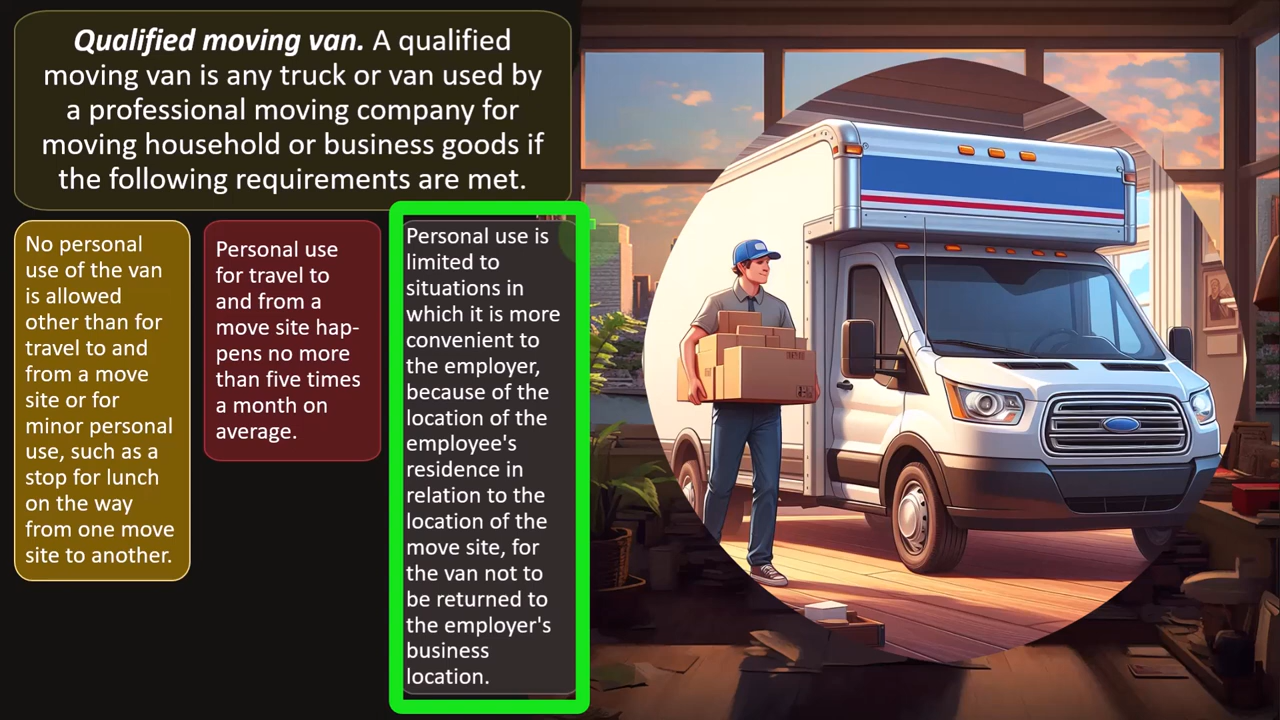 Qualified moving van. A qualified
moving van is any truck or van used by
a professional moving company for
moving household or business goods if
the following requirements are met.
No personal
use of the van
is allowed
other than for
travel to and
from a move
site or for
minor personal
use, such as a
stop for lunch
on the way
from one move
site to another.
Personal use
for travel to
and from a
move site hap-
pens no more
than five times
a month on
average.
Personal use is
limited to
situations in
which it is more
convenient to
the employer,
because of the
location of the
employee's
residence in
relation to the
location of the
move site, for
the van not to
be returned to
the employer's
business
location.